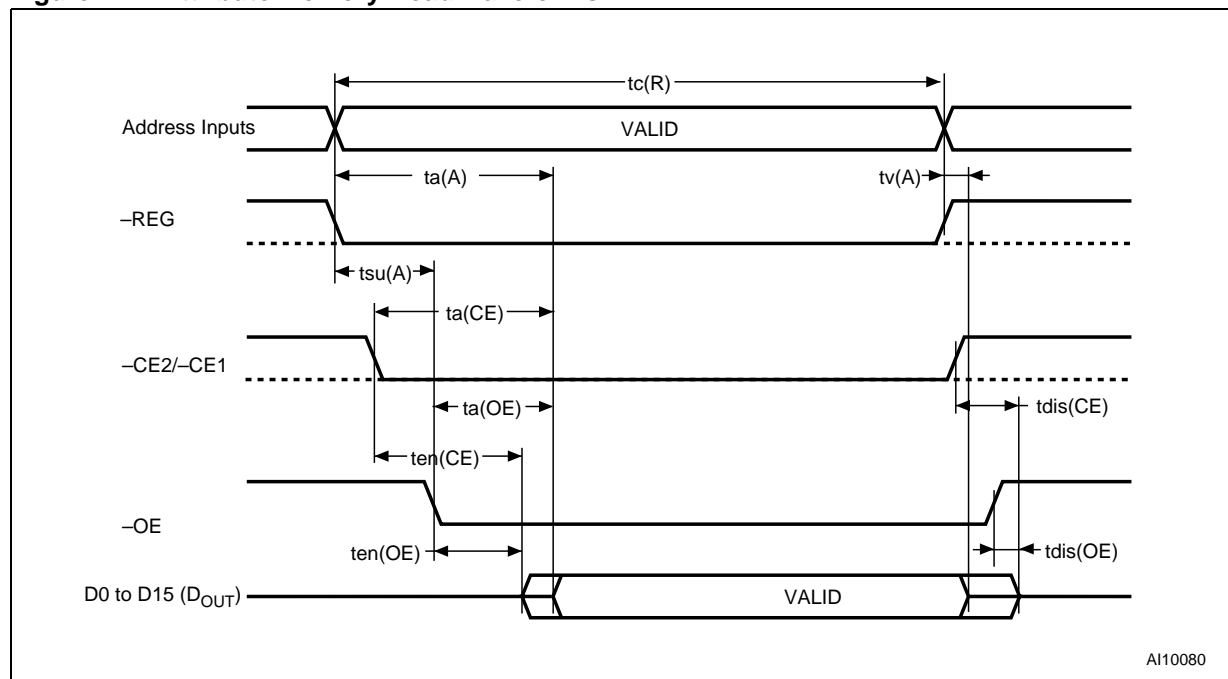 tc(R)
Address Inputs
VALID
ta(A)
tv(A)
–REG
tsu(A)
ta(CE)
–CE2/–CE1
ta(OE)
tdis(CE)
ten(CE)
–OE
ten(OE)
tdis(OE)
D0 to D15 (DOUT)
VALID
AI10080